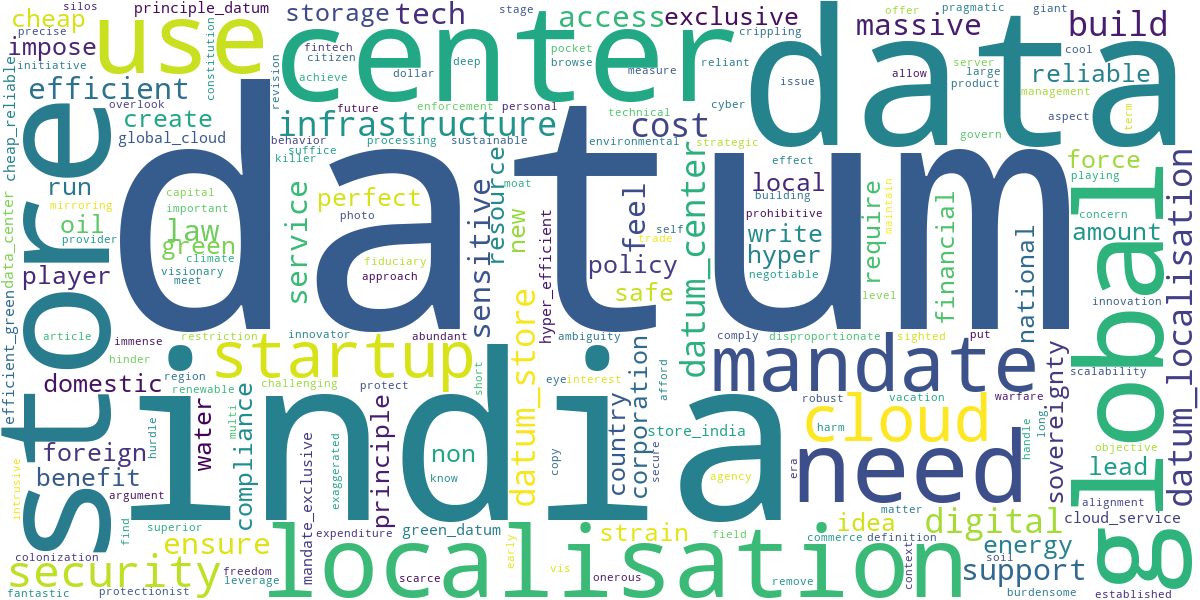 silos
principle_datum
storage
tech
access
exclusive
massive
offer
pragmatic
stage
giant
cheap
precise
impose
initiative
use
constitution
revision
center
fintech
citizen
achieve
dollar
deep
pocket
browse
measure
reliant
crippling
data
issue
allow
cool
server
large
product
build
reliable
management
term
aspect
efficient
overlook
create
global_cloud
cheap_reliable
future
enforcement
personal
technical
cyber
infrastructure
cost
behavior
suffice
killer
processing
sustainable
environmental
strategic
govern
store
run
mirroring
oil
provider
player
datum
capital
important
law
green
climate
visionary
meet
service
perfect
photo
fiduciary
approach
sensitive
resource
moat
new
hyper_efficient
feel
policy
trade
safe
self
datum_center
effect
local
building
prohibitive
write
hyper
negotiable
require
maintain
level
financial
national
force
playing
concern
amount
innovation
global
datum_localisation
efficient_green
data_center
article
immense
hinder
restriction
innovator
abundant
ambiguity
comply
disproportionate
sighted
put
startup
mandate
region
domestic
renewable
challenging
protect
short
eye
interest
afford
robust
vacation
warfare
scalability
sovereignty
india
water
multi
compliance
hurdle
foreign
benefit
argument
intrusive
non
know
exaggerated
principle
mandate_exclusive
datum_store
copy
country
corporation
secure
store_india
agency
era
harm
cloud
need
handle
long
objective
lead
alignment
cloud_service
find
superior
expenditure
green_datum
strain
field
matter
commerce
definition
idea
digital
context
soil
energy
support
burdensome
established
colonization
ensure
security
fantastic
protectionist
freedom
leverage
localisation
scarce
vis
early
onerous
remove